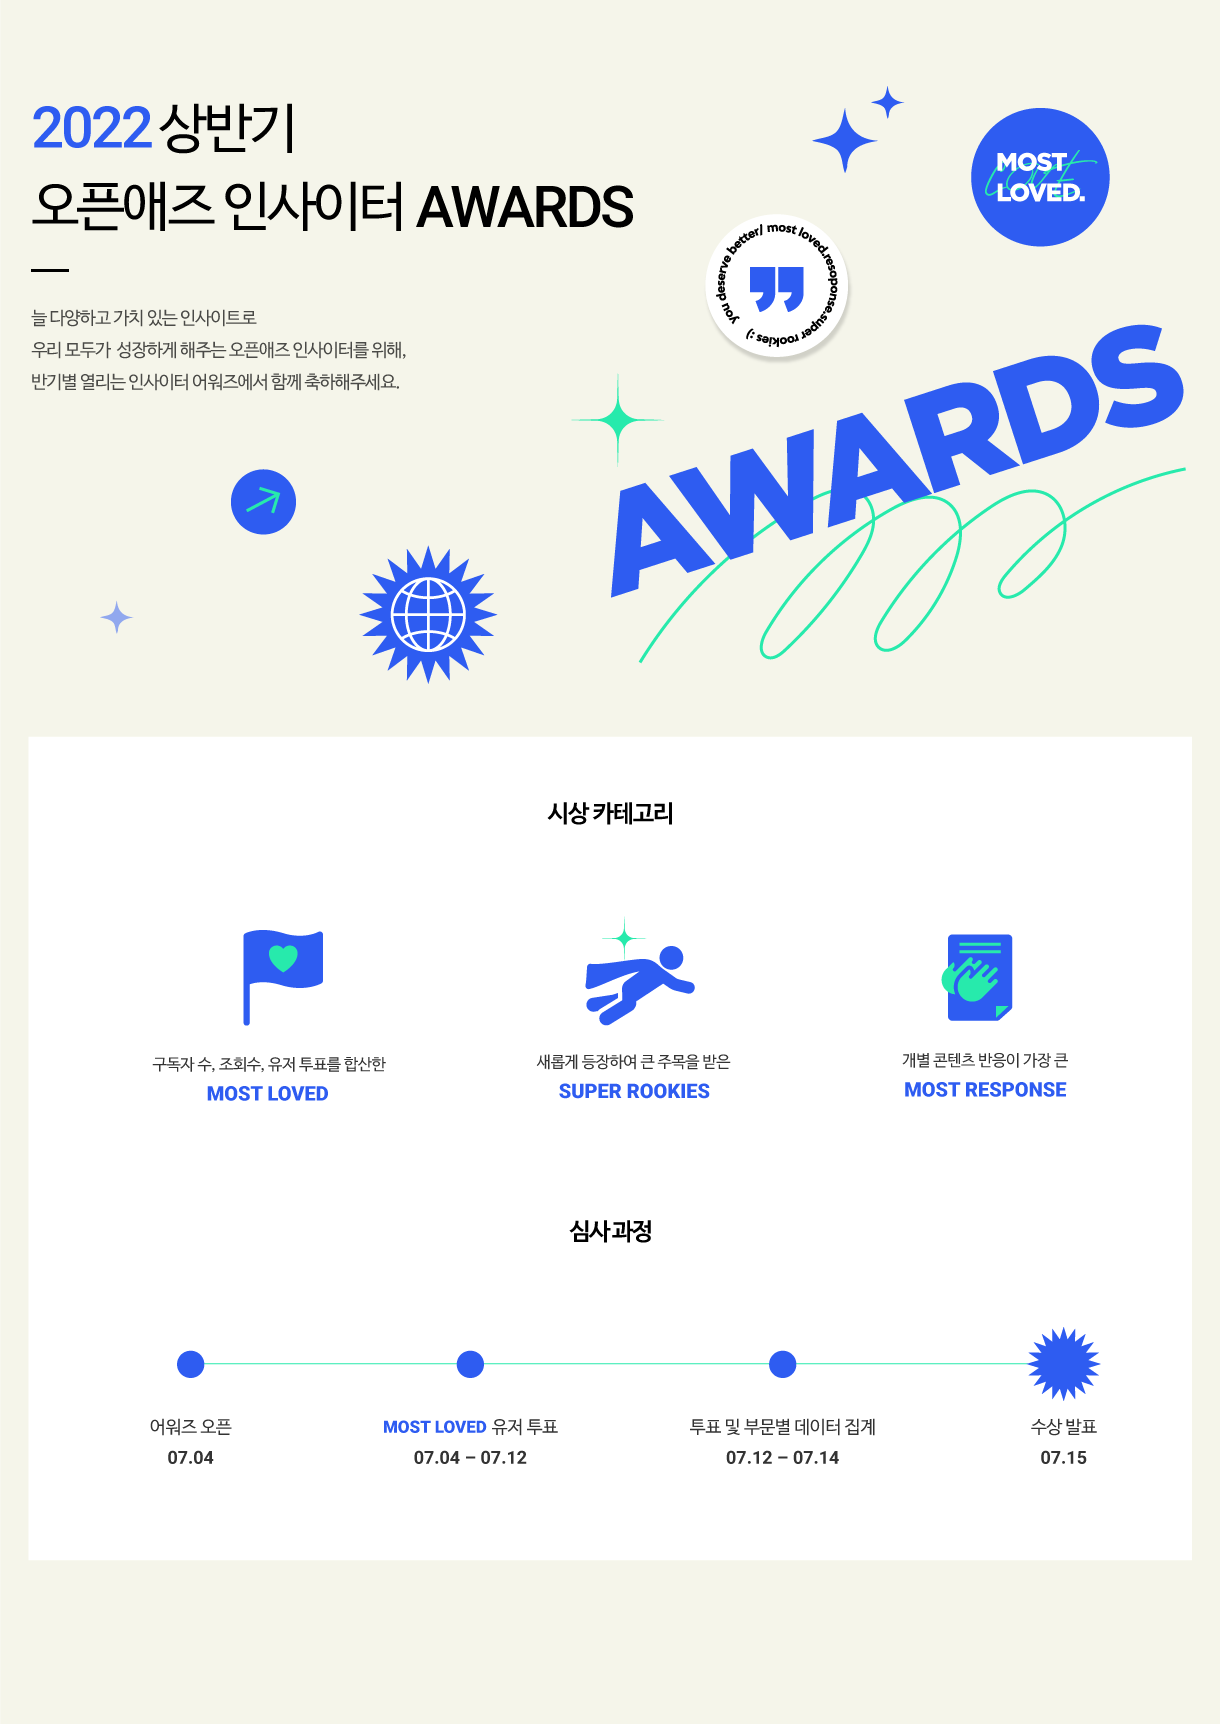 2022 상반기
오픈애즈 인사이터 AWARDS
늘 다양하고 가치 있는 인사이트로
우리 모두가 성장하게 해주는 오픈애즈 인사이터를 위해,
반기별 열리는 인사이터 어워즈에서 함께 축하해주세요.
MOST
LOVED.
love
you deserve better/ most loved.resoponse.super rookies :)
AWARDS
시상 카테고리
구독자 수, 조회수, 유저 투표를 합산한
MOST LOVED
새롭게 등장하여 큰 주목을 받은
SUPER ROOKIES
개별 콘텐츠 반응이 가장 큰
MOST RESPONSE
심사 과정
어워즈 오픈
07.04
MOST LOVED 유저 투표
07.04 – 07.12
투표 및 부문별 데이터 집계
07.12 – 07.14
수상 발표
07.15